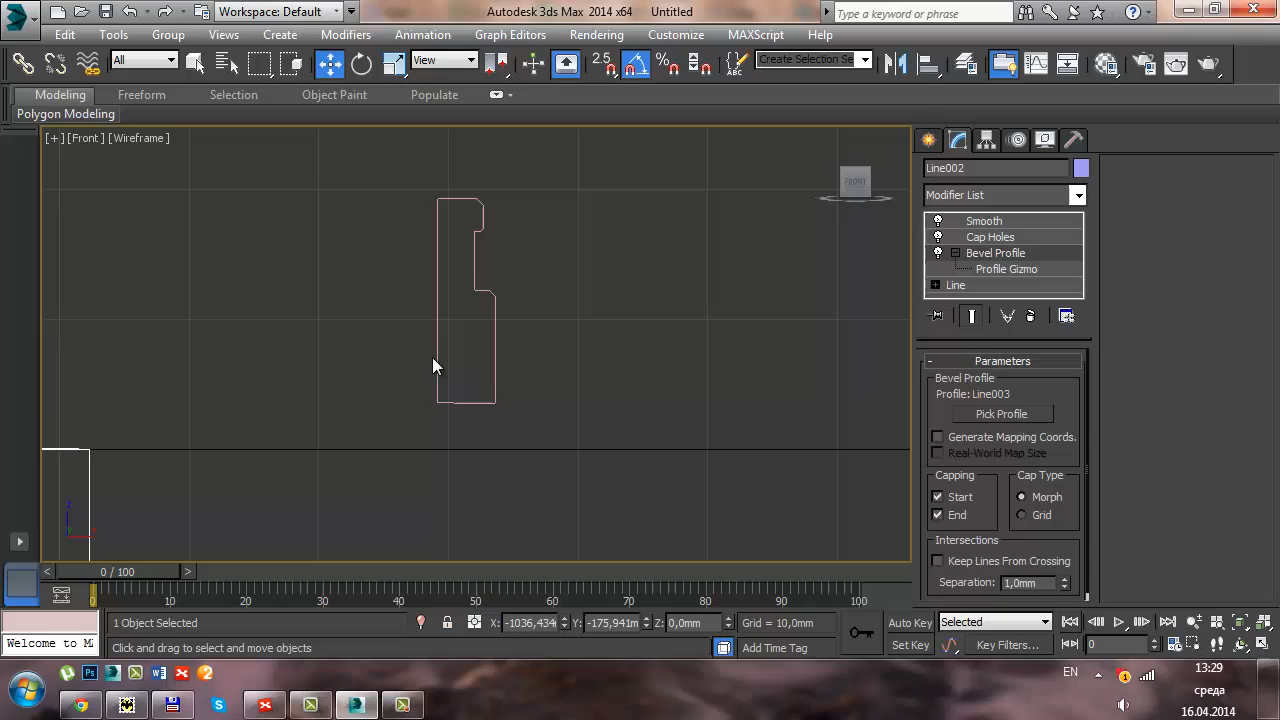 Workspace: Default
Autodesk 3ds Max 2014 x64
Untitled
Type a keyword or phrase
Edit Tools Group Views Create Modifiers Animation Graph Editors Rendering Customize MAXScript Help
All
View
2.5
Create Selection Se
Modeling Freeform Selection Object Paint Populate
Polygon Modeling
[+] [Front] [Wireframe]
FRONT
Line002
Modifier List
Smooth
Cap Holes
Bevel Profile
Profile Gizmo
Line
Parameters
Bevel Profile
Profile: Line003
Pick Profile
Generate Mapping Coords.
Real-World Map Size
Capping
Start
End
Cap Type
Morph
Grid
Intersections
Keep Lines From Crossing
Separation: 1,0mm
z
0 / 100
0 10 20 30 40 50 60 70 80 90 100
1 Object Selected
X: -1036,434 Y: -175,941m Z: 0,0mm
Grid = 10,0mm
Auto Key
Selected
Welcome to
Click and drag to select and move objects
Add Time Tag
Set Key
Key Filters...
0
EN
13:29
среда
16.04.2014